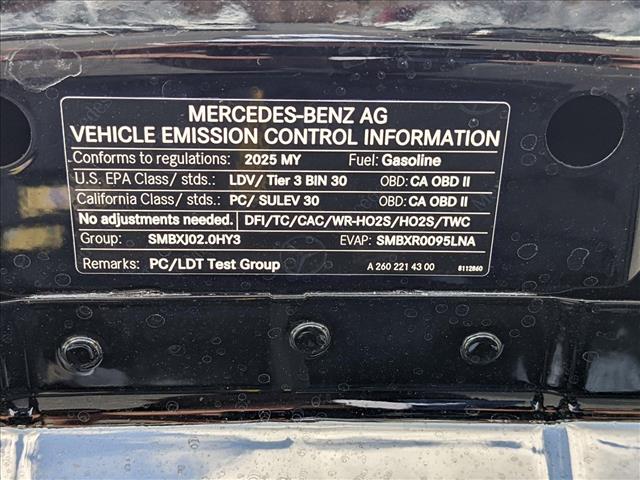 MERCEDES-BENZ AG
VEHICLE EMISSION CONTROL INFORMATION
Conforms to regulations: 2025 MY Fuel: Gasoline
U.S. EPA Class/ stds.: LDV/ Tier 3 BIN 30 OBD: CA OBD II
California Class/ stds.: PC/ SULEV 30 OBD: CA OBD II
No adjustments needed. DFI/TC/CAC/WR-HO2S/HO2S/TWC
Group: SMBXJ02.0HY3 EVAP: SMBXR0095LNA
Remarks: PC/LDT Test Group A 260 221 43 00 8112860